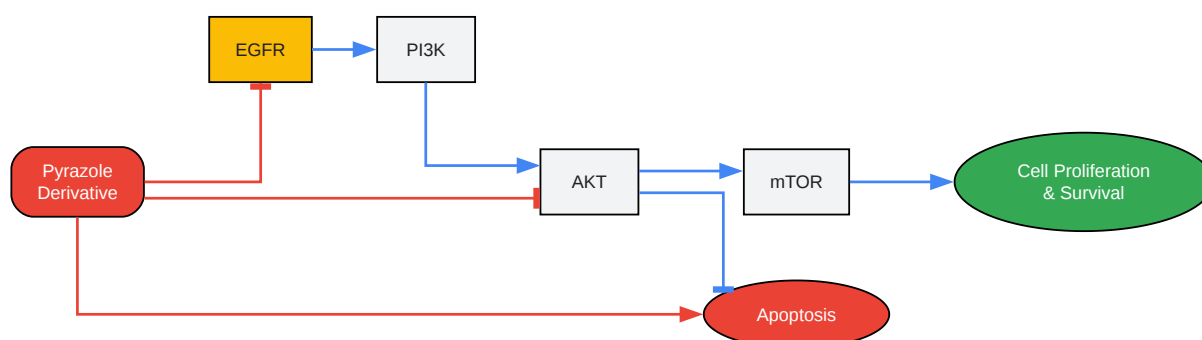 EGFR
PI3K
Pyrazole
Derivative
AKT
mTOR
Cell Proliferation
& Survival
Apoptosis